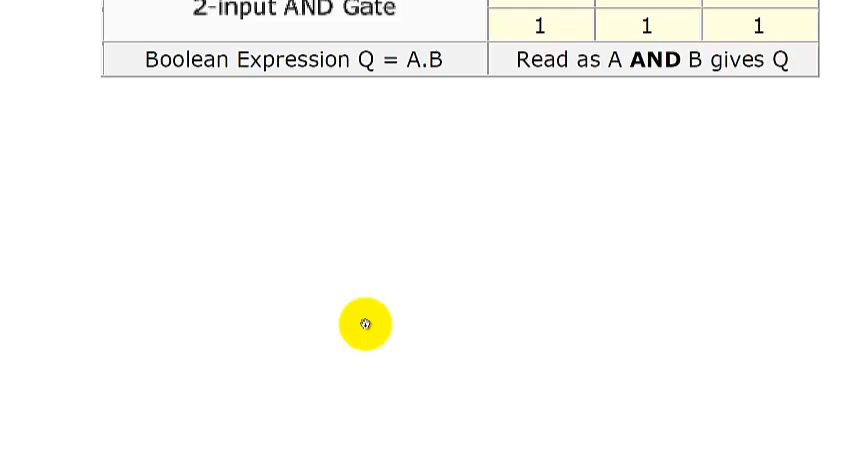 2-input AND Gate
1 1 1
Boolean Expression Q = A.B Read as A AND B gives Q